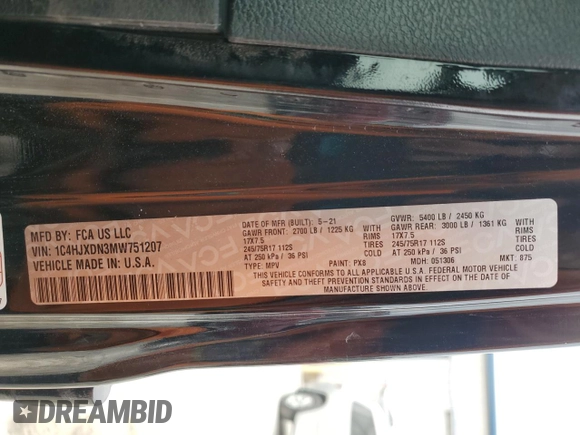 MFD BY: FCA US LLC
VIN: 1C4HJXDN3MW751207
VEHICLE MADE IN: U.S.A.
DATE OF MFR (BUILT): 5-21
GVWR: 5400 LB / 2450 KG
GAWR FRONT: 2700 LB / 1225 KG WITH
GAWR REAR: 3000 LB / 1361 KG WITH
17X7.5 RIMS
17X7.5 RIMS
245/75R17 112S TIRES
245/75R17 112S TIRES
AT 250 kPa / 36 PSI
AT 250 kPa / 36 PSI
TYPE: MPV PAINT: PX8 MDH: 051306 MKT: 875
THIS VEHICLE CONFORMS TO ALL APPLICABLE U.S.A. FEDERAL MOTOR VEHICLE
SAFETY AND THEFT PREVENTION STANDARDS IN EFFECT ON THE DATE OF
MANUFACTURE SHOWN ABOVE.
DREAMBID